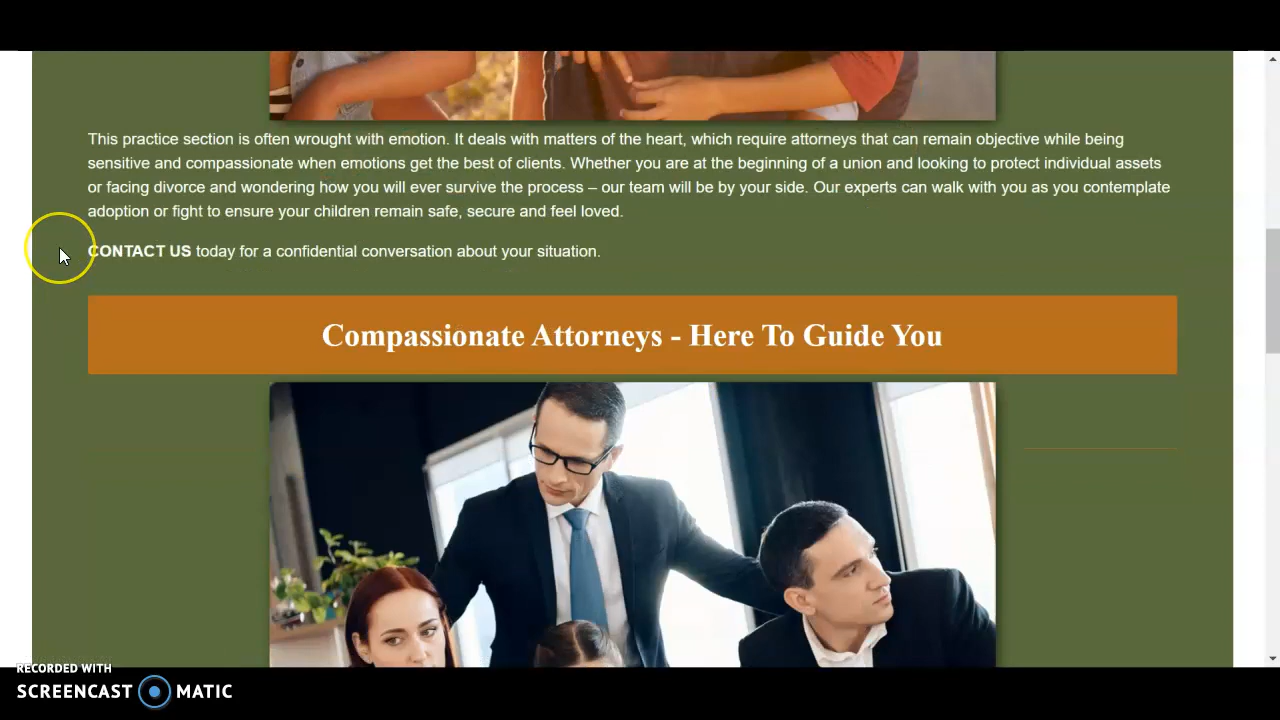 This practice section is often wrought with emotion. It deals with matters of the heart, which require attorneys that can remain objective while being
sensitive and compassionate when emotions get the best of clients. Whether you are at the beginning of a union and looking to protect individual assets
or facing divorce and wondering how you will ever survive the process – our team will be by your side. Our experts can walk with you as you contemplate
adoption or fight to ensure your children remain safe, secure and feel loved.
CONTACT US today for a confidential conversation about your situation.
Compassionate Attorneys - Here To Guide You
RECORDED WITH
SCREENCAST MATIC